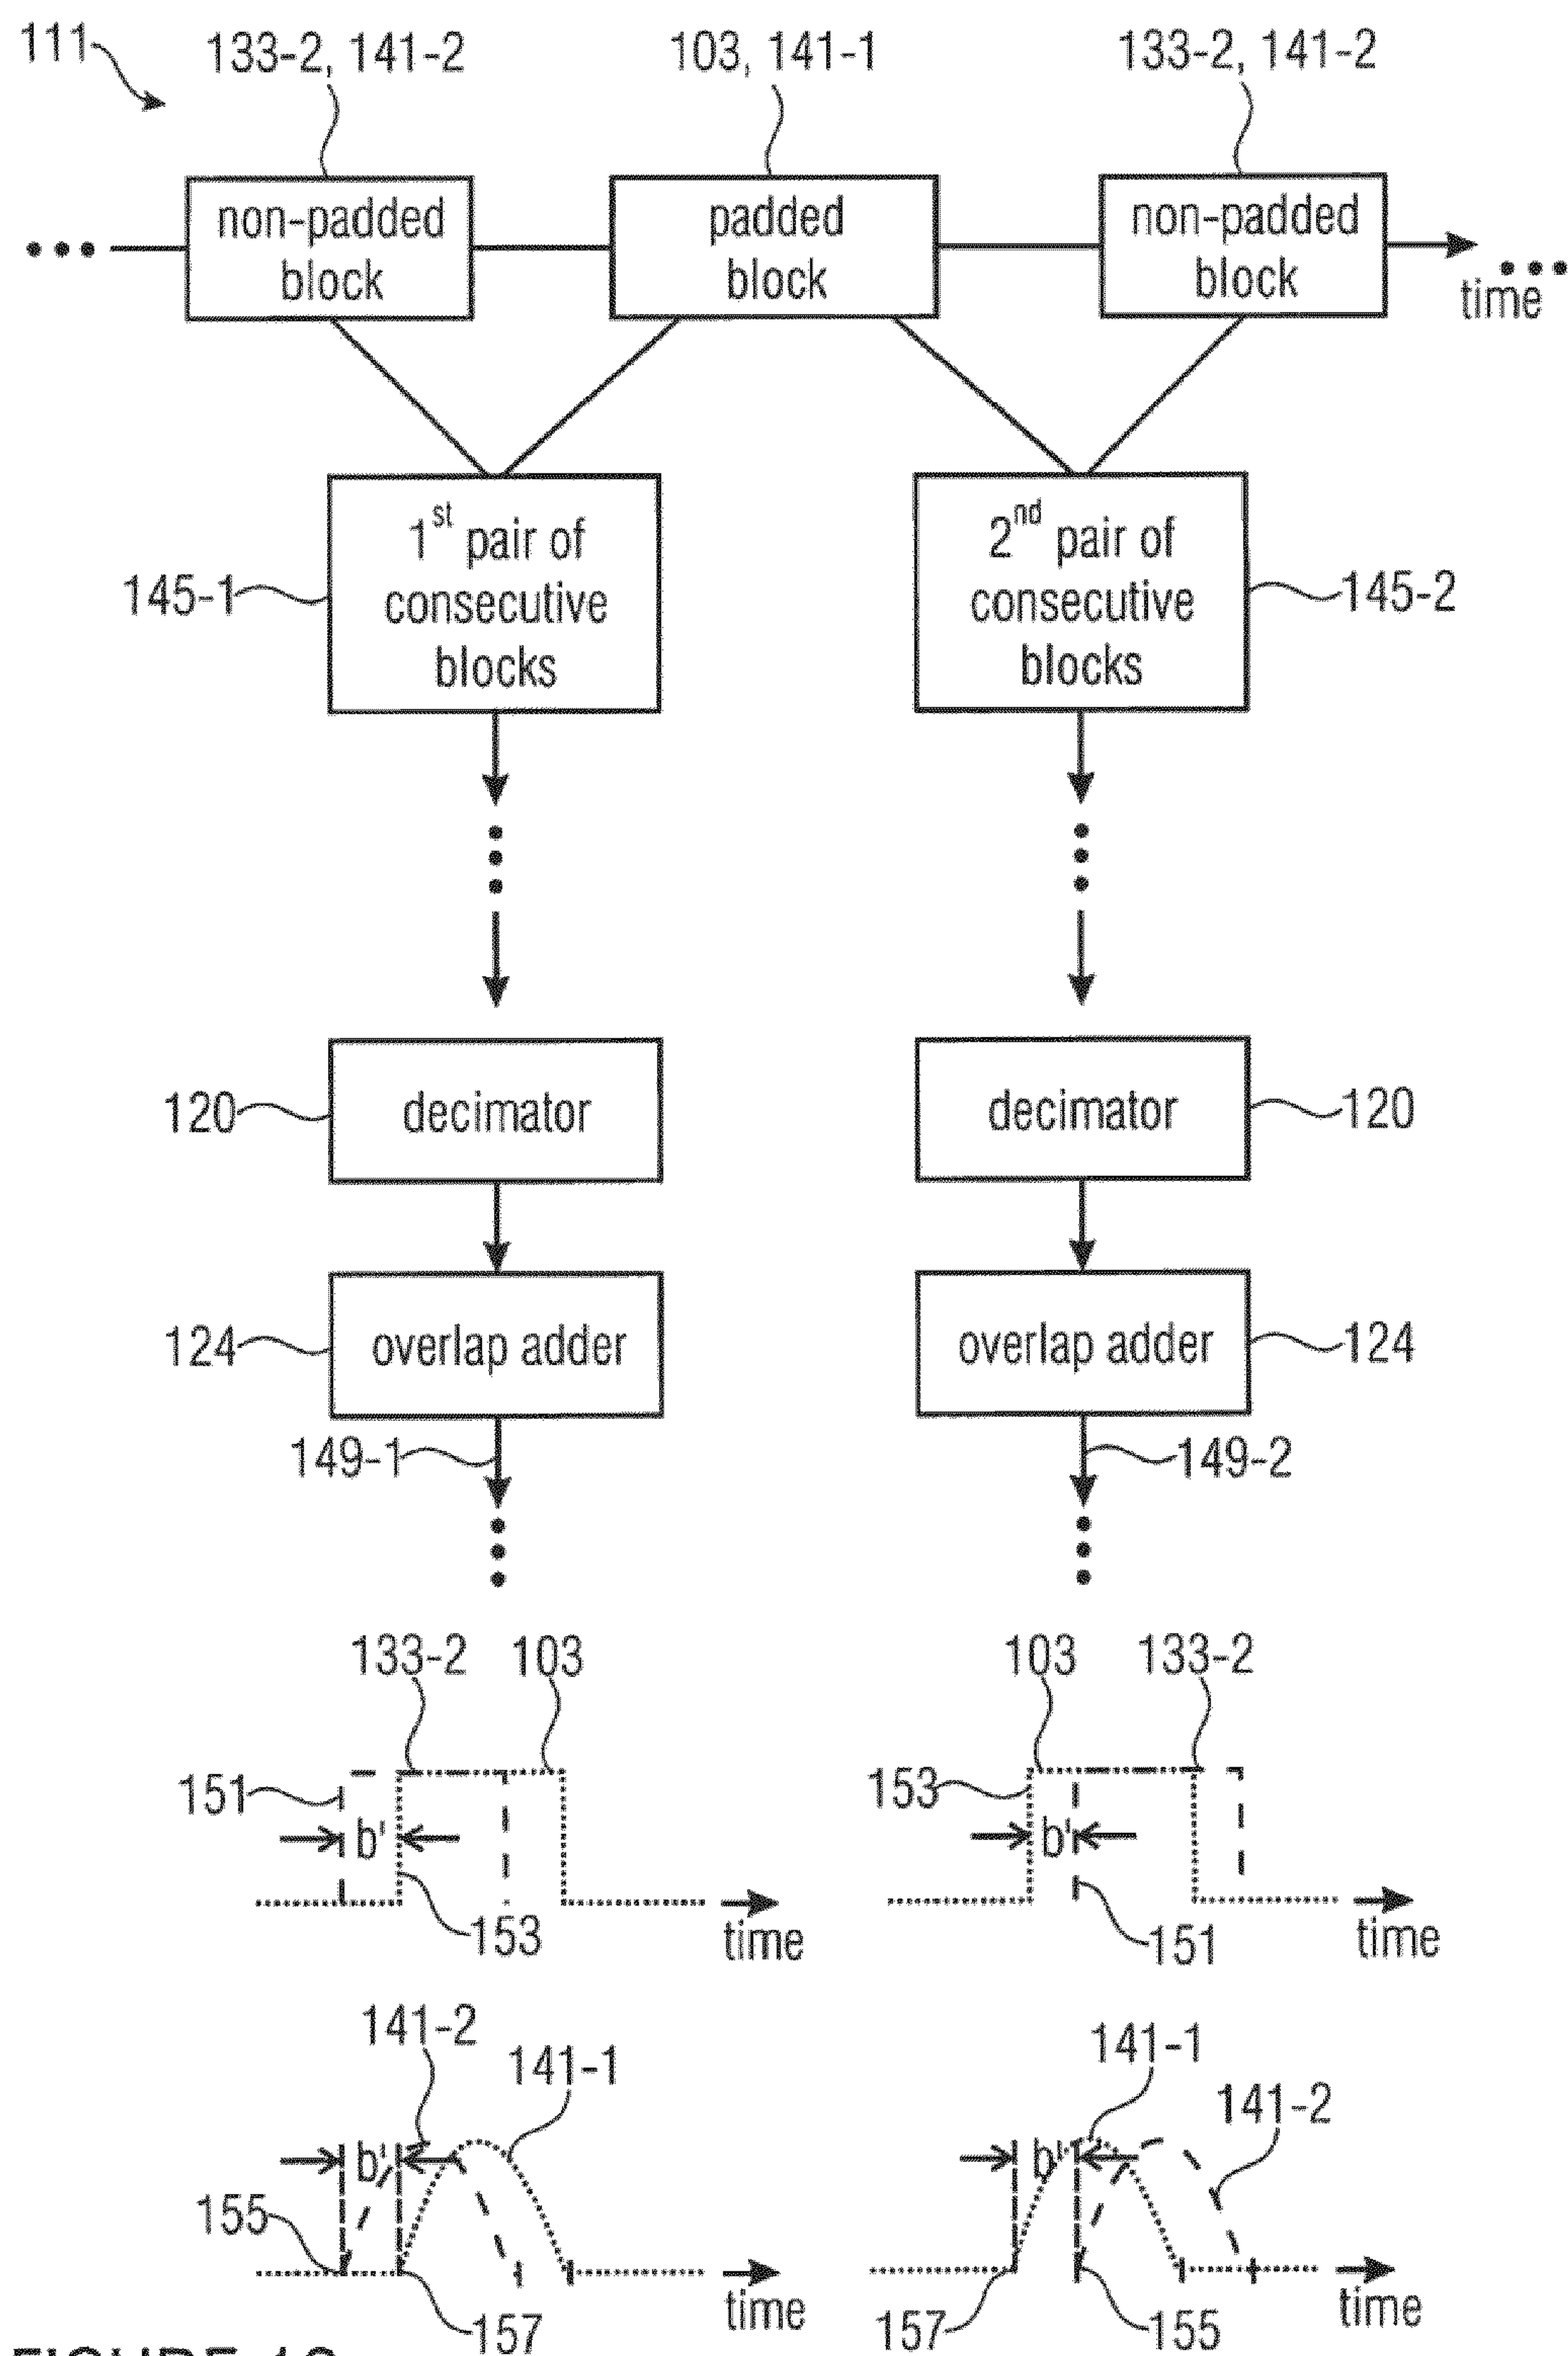 111
133-2, 141-2
103, 141-1
133-2, 141-2
non-padded
block
padded
block
non-padded
block
time
1st pair of
consecutive
blocks
2nd pair of
consecutive
blocks
145-1
145-2
120
decimator
decimator
120
124
overlap adder
overlap adder
124
149-1
149-2
133-2
103
103
133-2
151
153
b'
b'
153
time
151
time
141-2
141-1
141-1
141-2
b'
b'
155
157
time
157
155
time